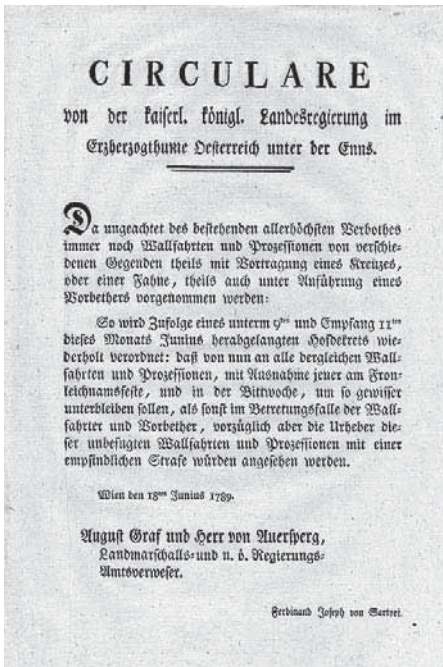 CIRCULARE
von der kaiserl. königl. Landesregierung im
Erzherzogthume Oesterreich unter der Enns.
Da ungeachtet des bestehenden allerhöchsten Verbothes
immer noch Wallfahrten und Prozessionen von verschie-
denen Gegenden theils mit Vortragung eines Kreuzes,
oder einer Fahne, theils auch unter Anführung eines
Vorbethers vorgenommen werden:
So wird Zufolge eines unterm 9ten und Empfang 11ten
dieses Monats Junius herabgelangten Hofdekrets wie-
derholt verordnet: daß von nun an alle dergleichen Wall-
fahrten und Prozessionen, mit Ausnahme jener am Fron-
leichnamsfeste, und in der Bittwoche, um so gewisser
unterbleiben sollen, als sonst im Betretungsfalle der Wall-
fahrter und Vorbether, vorzüglich aber die Urheber die-
ser unbefugten Wallfahrten und Prozessionen mit einer
empfindlichen Strafe würden angesehen werden.
Wien den 18ten Junius 1789.
August Graf und Herr von Auersperg,
Landmarschalls- und n. ö. Regierungs-
Amtsverweser.
Ferdinand Joseph von Sartori.